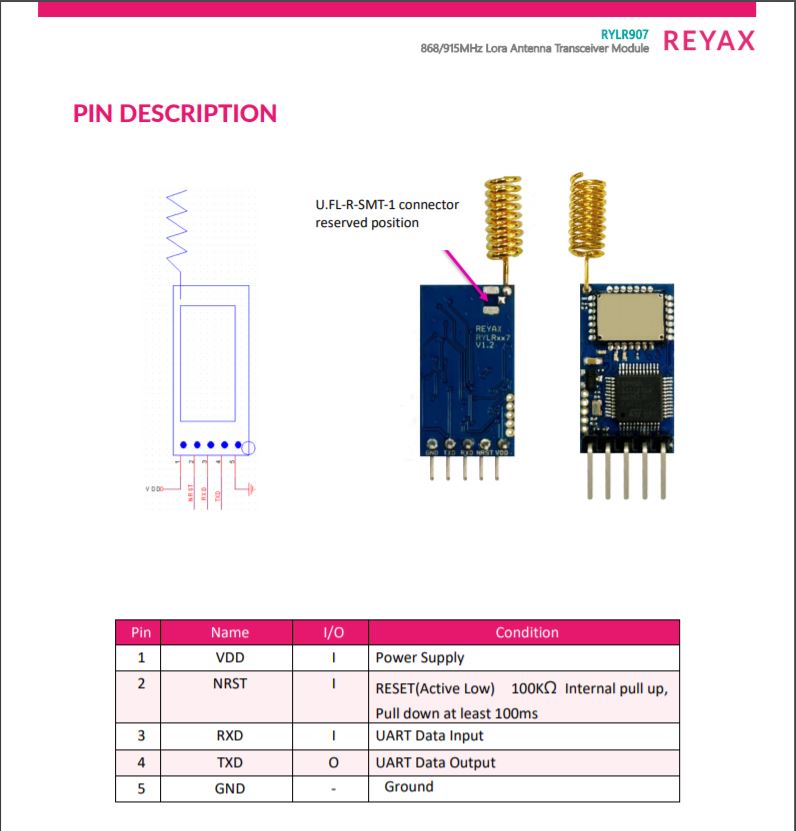 RYLR907
868/915MHz Lora Antenna Transceiver Module
REYAX
PIN DESCRIPTION
U.FL-R-SMT-1 connector
reserved position
REYAX
RYLRxx7
V1.2
GND TXD RXD NRST VDD
1 2 3 4 5
VDD
NRST
RXD
TXD
Pin Name I/O Condition
1 VDD I Power Supply
2 NRST I RESET(Active Low) 100KΩ Internal pull up,
Pull down at least 100ms
3 RXD I UART Data Input
4 TXD O UART Data Output
5 GND - Ground